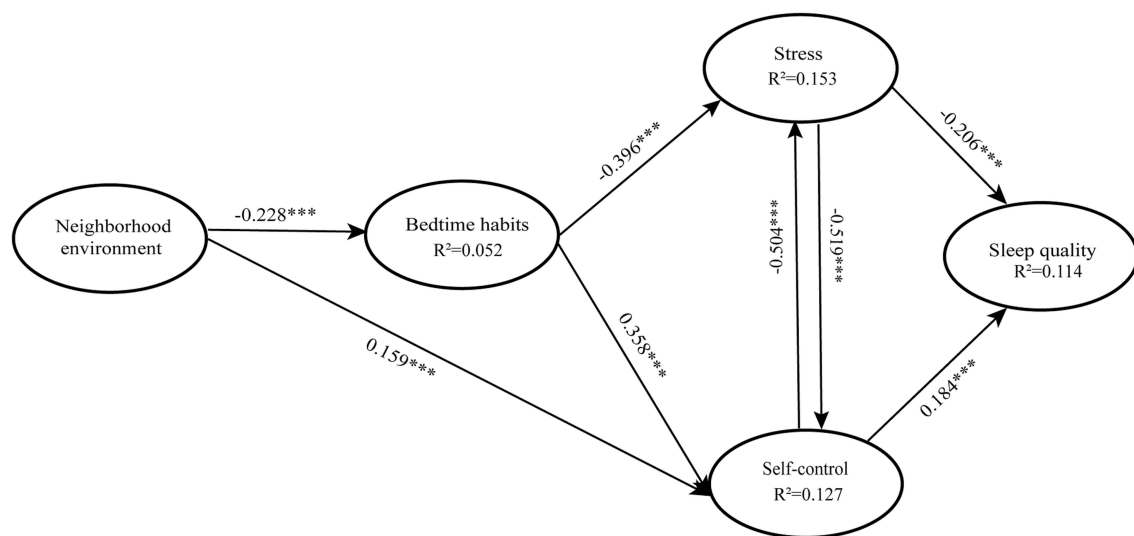 Stress
R²=0.153
-0.396***
-0.206***
Neighborhood
environment
-0.228***
Bedtime habits
R²=0.052
-0.504***
-0.519***
Sleep quality
R²=0.114
0.159***
0.358***
0.184***
Self-control
R²=0.127